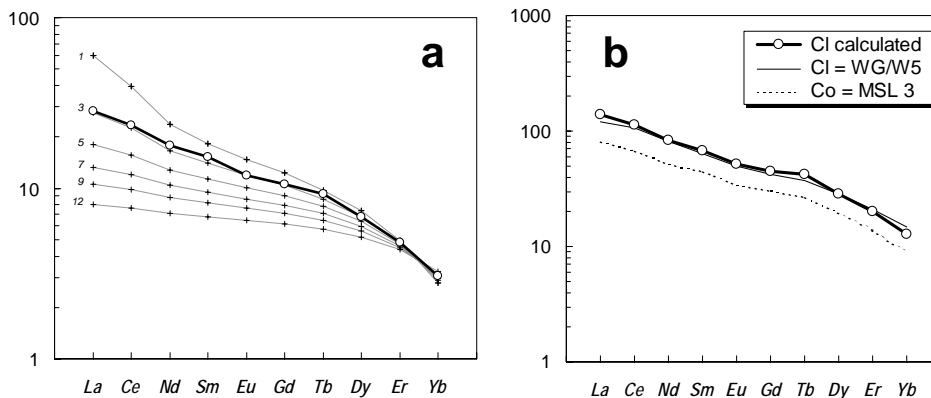 100
10
1
a
1
3
5
7
9
12
La Ce Nd Sm Eu Gd Tb Dy Er Yb
1000
100
10
1
b
Cl calculated
Cl = WG/W5
Co = MSL 3
La Ce Nd Sm Eu Gd Tb Dy Er Yb